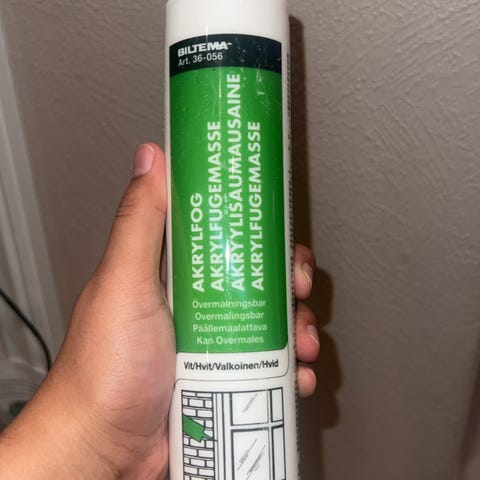 BILTEMA
Art. 36-056
AKRYLFOG
AKRYLFUGEMASSE
AKRYYLISAUMAUSAINE
AKRYLFUGEMASSE
Övermålningsbar
Overmalingsbar
Päällemaalattava
Kan Overmales
Vit/Hvit/Valkoinen/Hvid